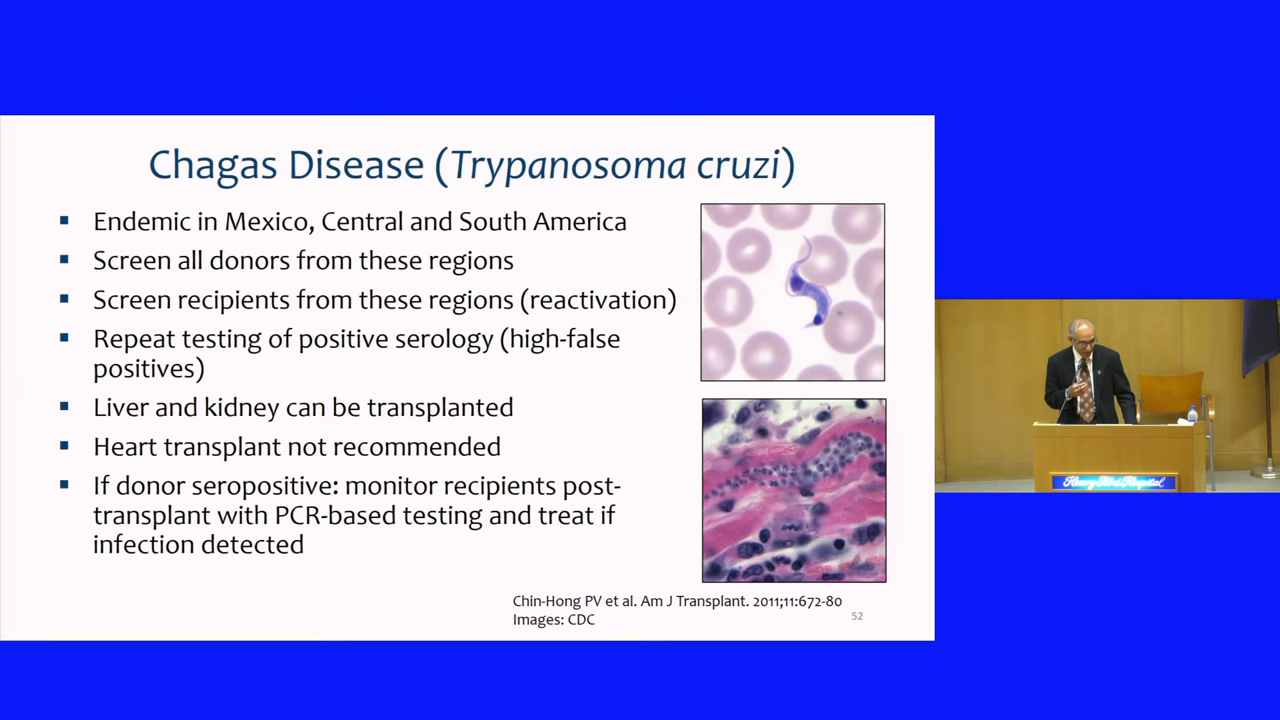 Chagas Disease (Trypanosoma cruzi)
Endemic in Mexico, Central and South America
Screen all donors from these regions
Screen recipients from these regions (reactivation)
Repeat testing of positive serology (high-false
positives)
Liver and kidney can be transplanted
Heart transplant not recommended
If donor seropositive: monitor recipients post-
transplant with PCR-based testing and treat if
infection detected
Chin-Hong PV et al. Am J Transplant. 2011;11:672-80
Images: CDC
52
Henry Ford Hospital